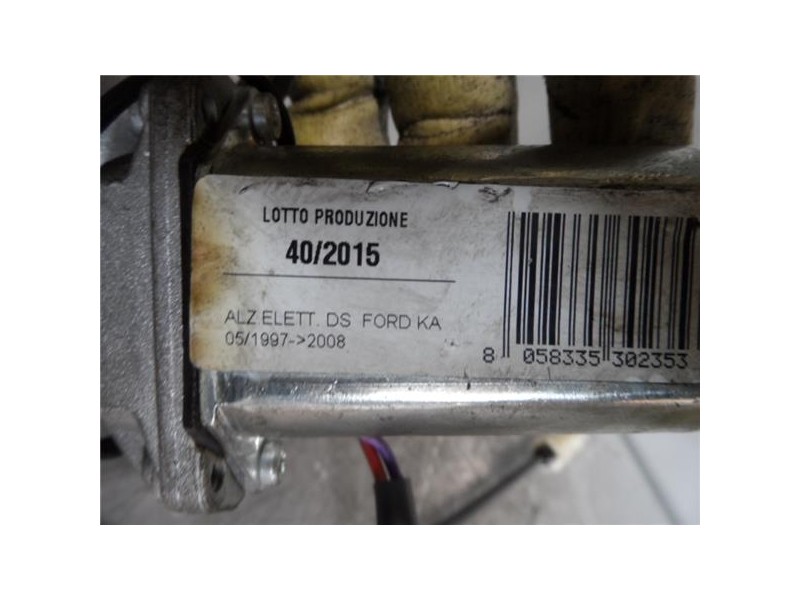 LOTTO PRODUZIONE
40/2015
ALZ.ELETT. DS FORD KA
05/1997->2008
8 058335 302353